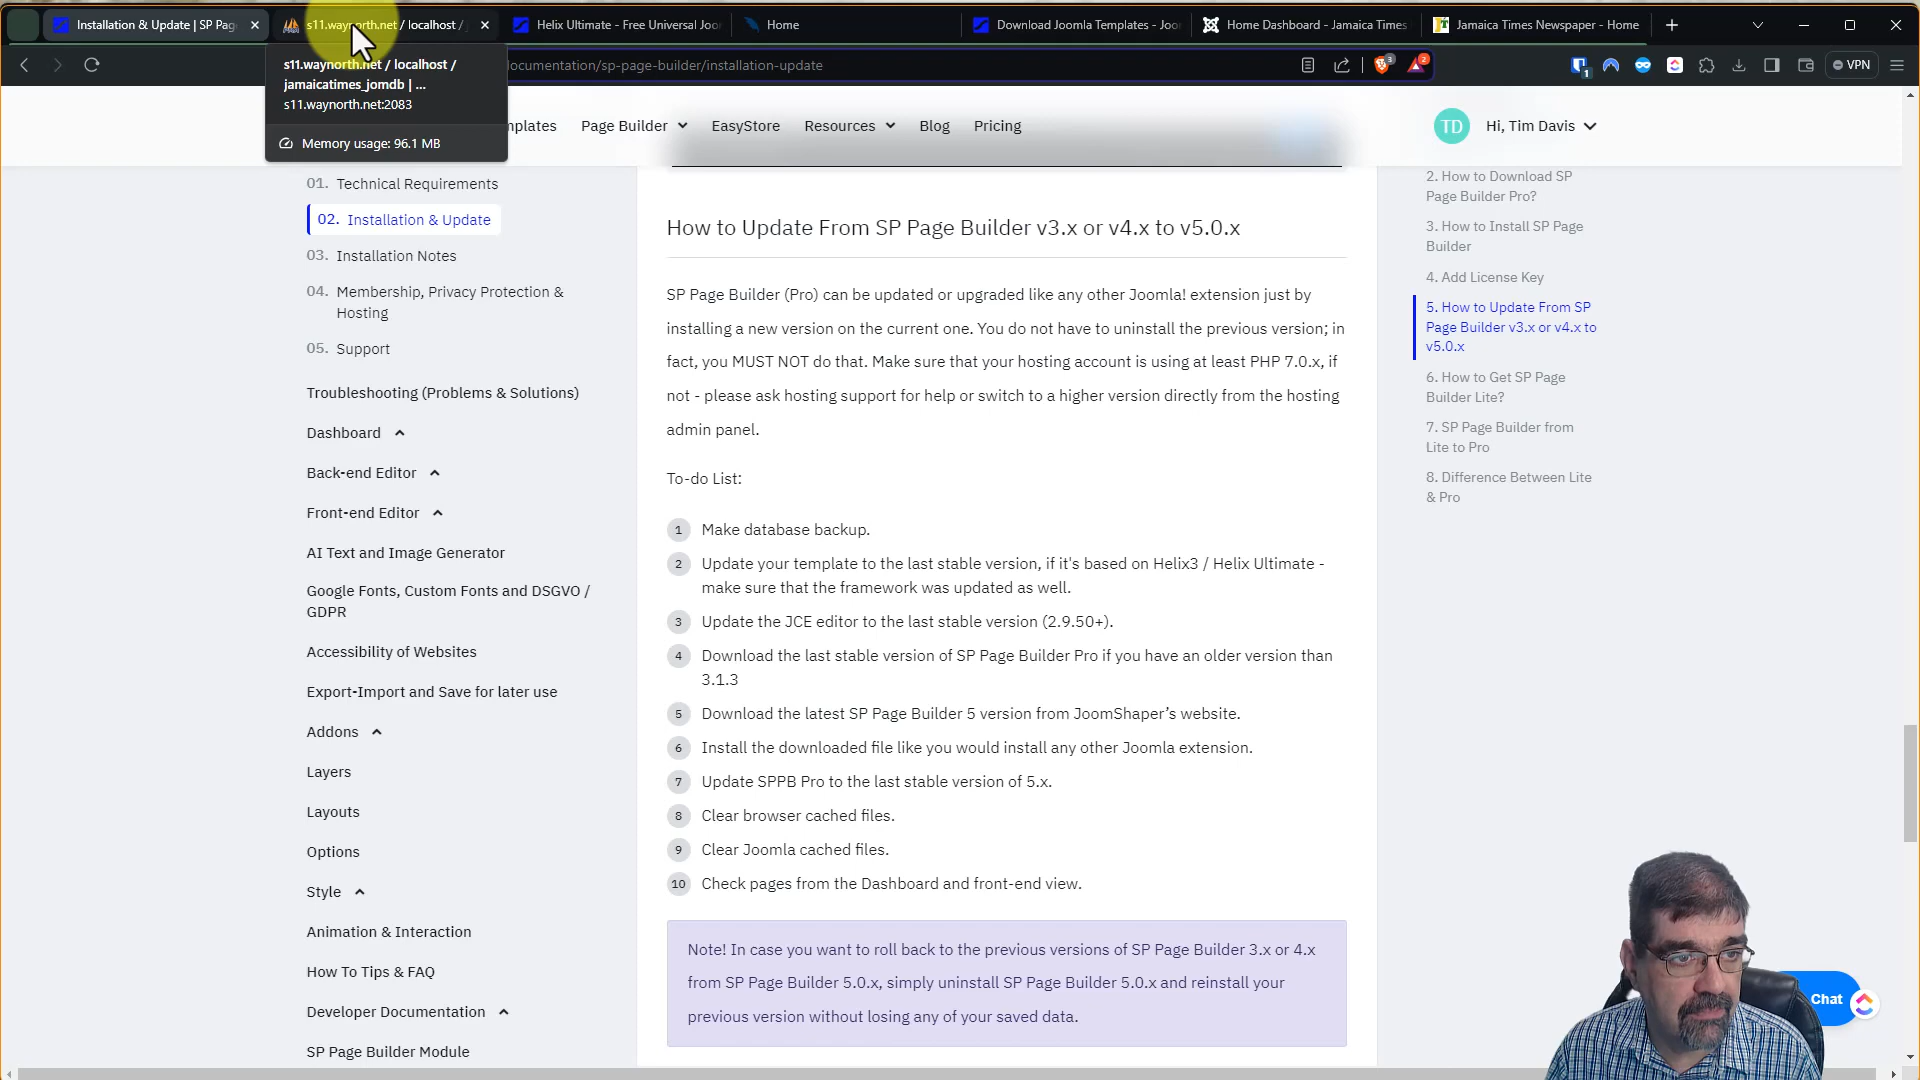 Installation & Update | SP Page
s11.waynorth.net / localhost /
Helix Ultimate - Free Universal Joo
Home
Download Joomla Templates - Joo
Home Dashboard - Jamaica Times
Jamaica Times Newspaper - Home
ocumentation/sp-page-builder/installation-update
3
2
1
VPN
s11.waynorth.net / localhost /
jamaicatimes_jomdb | ...
s11.waynorth.net:2083
Memory usage: 96.1 MB
mplates
Page Builder
EasyStore
Resources
Blog
Pricing
TD
Hi, Tim Davis
01. Technical Requirements
02. Installation & Update
03. Installation Notes
04. Membership, Privacy Protection &
Hosting
05. Support
Troubleshooting (Problems & Solutions)
Dashboard
Back-end Editor
Front-end Editor
AI Text and Image Generator
Google Fonts, Custom Fonts and DSGVO /
GDPR
Accessibility of Websites
Export-Import and Save for later use
Addons
Layers
Layouts
Options
Style
Animation & Interaction
How To Tips & FAQ
Developer Documentation
SP Page Builder Module
How to Update From SP Page Builder v3.x or v4.x to v5.0.x
SP Page Builder (Pro) can be updated or upgraded like any other Joomla! extension just by
installing a new version on the current one. You do not have to uninstall the previous version; in
fact, you MUST NOT do that. Make sure that your hosting account is using at least PHP 7.0.x, if
not - please ask hosting support for help or switch to a higher version directly from the hosting
admin panel.
To-do List:
1 Make database backup.
2 Update your template to the last stable version, if it's based on Helix3 / Helix Ultimate -
make sure that the framework was updated as well.
3 Update the JCE editor to the last stable version (2.9.50+).
4 Download the last stable version of SP Page Builder Pro if you have an older version than
3.1.3
5 Download the latest SP Page Builder 5 version from JoomShaper’s website.
6 Install the downloaded file like you would install any other Joomla extension.
7 Update SPPB Pro to the last stable version of 5.x.
8 Clear browser cached files.
9 Clear Joomla cached files.
10 Check pages from the Dashboard and front-end view.
Note! In case you want to roll back to the previous versions of SP Page Builder 3.x or 4.x
from SP Page Builder 5.0.x, simply uninstall SP Page Builder 5.0.x and reinstall your
previous version without losing any of your saved data.
2. How to Download SP
Page Builder Pro?
3. How to Install SP Page
Builder
4. Add License Key
5. How to Update From SP
Page Builder v3.x or v4.x to
v5.0.x
6. How to Get SP Page
Builder Lite?
7. SP Page Builder from
Lite to Pro
8. Difference Between Lite
& Pro
Chat